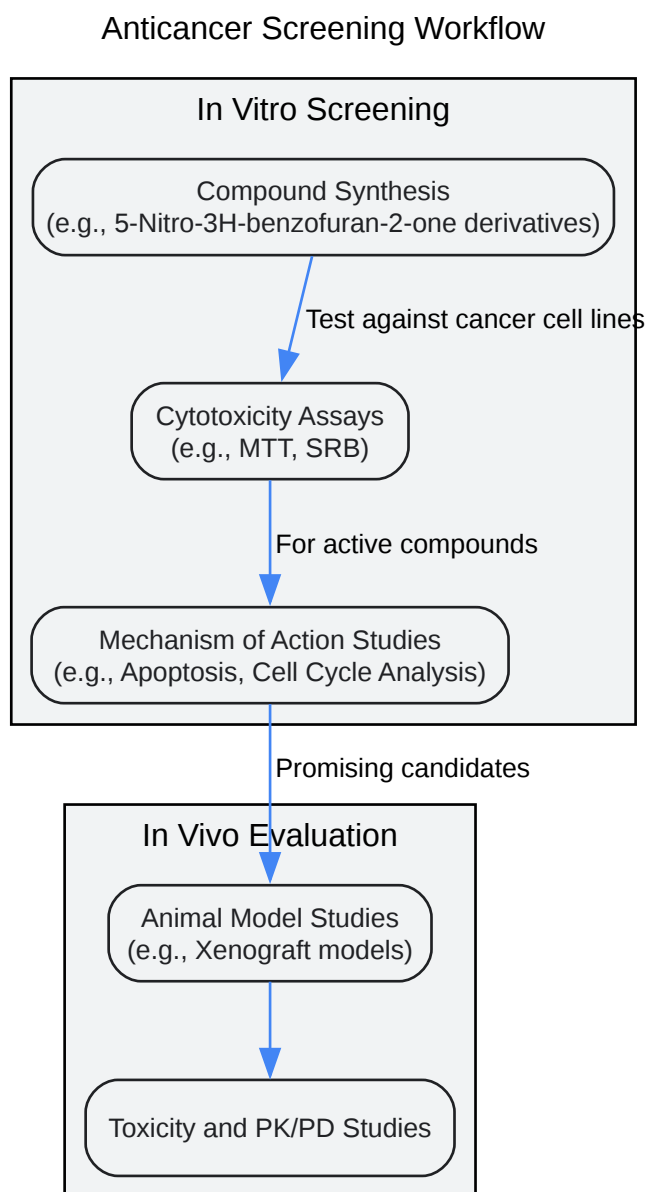 Anticancer Screening Workflow
In Vitro Screening
Compound Synthesis
(e.g., 5-Nitro-3H-benzofuran-2-one derivatives)
Test against cancer cell lines
Cytotoxicity Assays
(e.g., MTT, SRB)
For active compounds
Mechanism of Action Studies
(e.g., Apoptosis, Cell Cycle Analysis)
Promising candidates
In Vivo Evaluation
Animal Model Studies
(e.g., Xenograft models)
Toxicity and PK/PD Studies